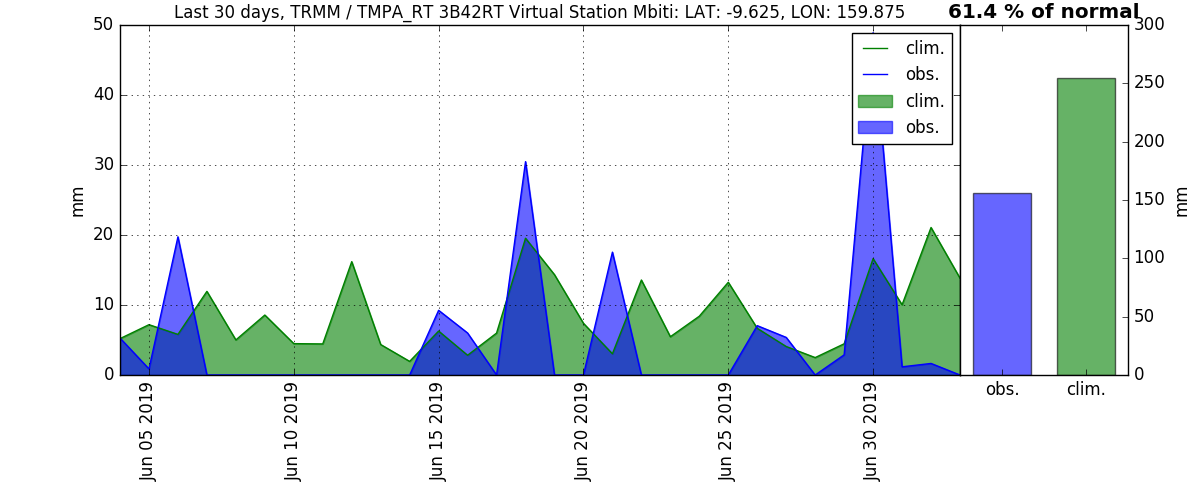 Last 30 days, TRMM / TMPA_RT 3B42RT Virtual Station Mbiti: LAT: -9.625, LON: 159.875
61.4 % of normal
50
40
30
20
10
0
mm
clim.
obs.
clim.
obs.
Jun 05 2019
Jun 10 2019
Jun 15 2019
Jun 20 2019
Jun 25 2019
Jun 30 2019
300
250
200
150
100
50
0
mm
obs.
clim.